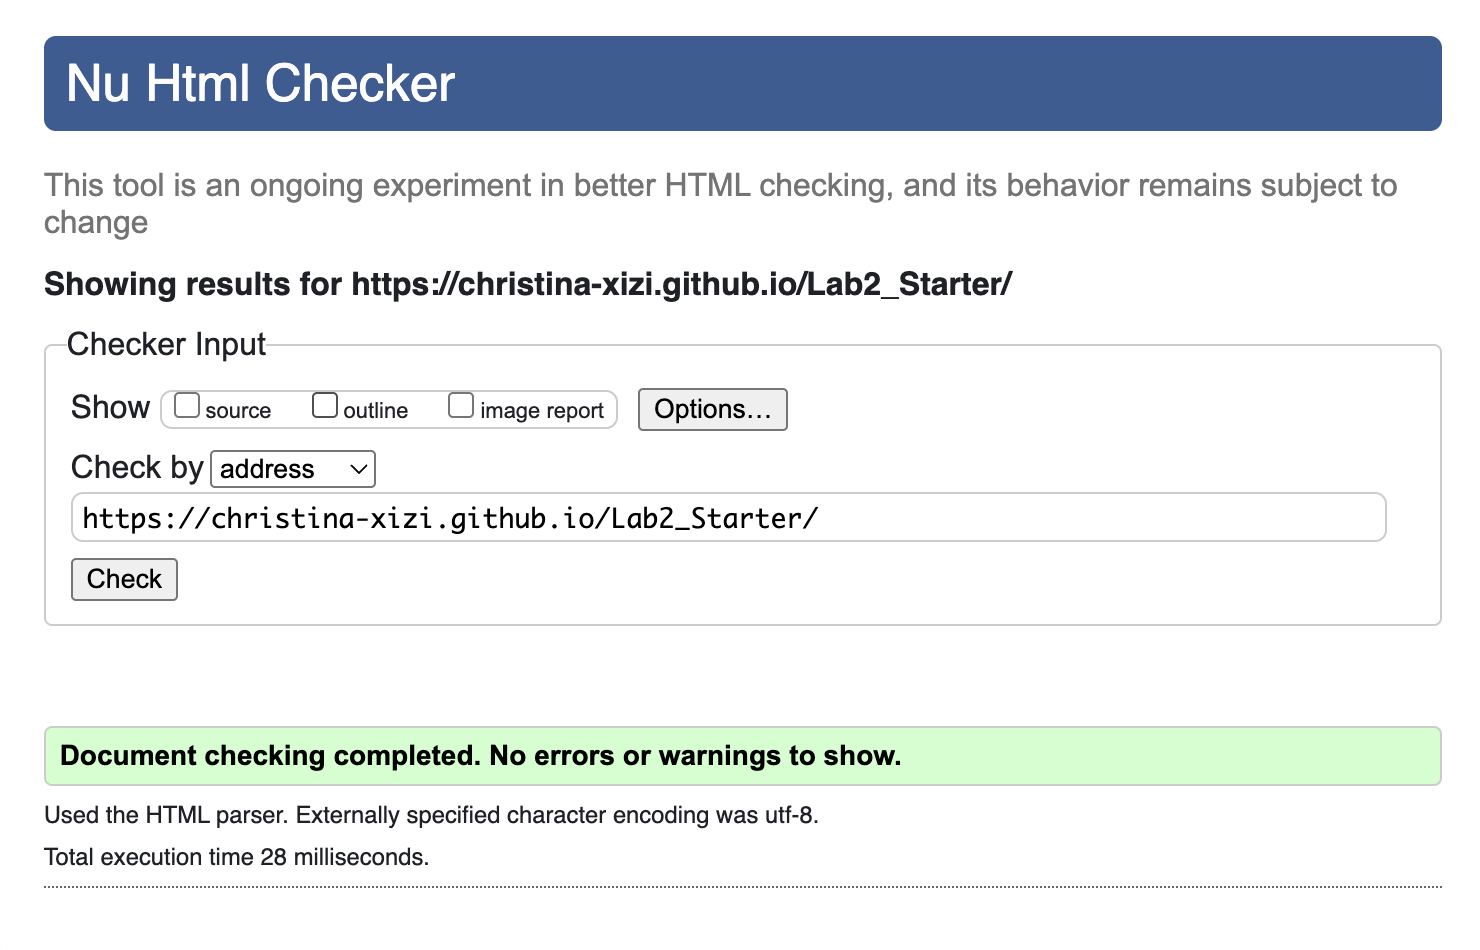 Nu Html Checker
This tool is an ongoing experiment in better HTML checking, and its behavior remains subject to
change
Showing results for https://christina-xizi.github.io/Lab2_Starter/
Checker Input
Show source outline image report Options...
Check by address
https://christina-xizi.github.io/Lab2_Starter/
Check
Document checking completed. No errors or warnings to show.
Used the HTML parser. Externally specified character encoding was utf-8.
Total execution time 28 milliseconds.